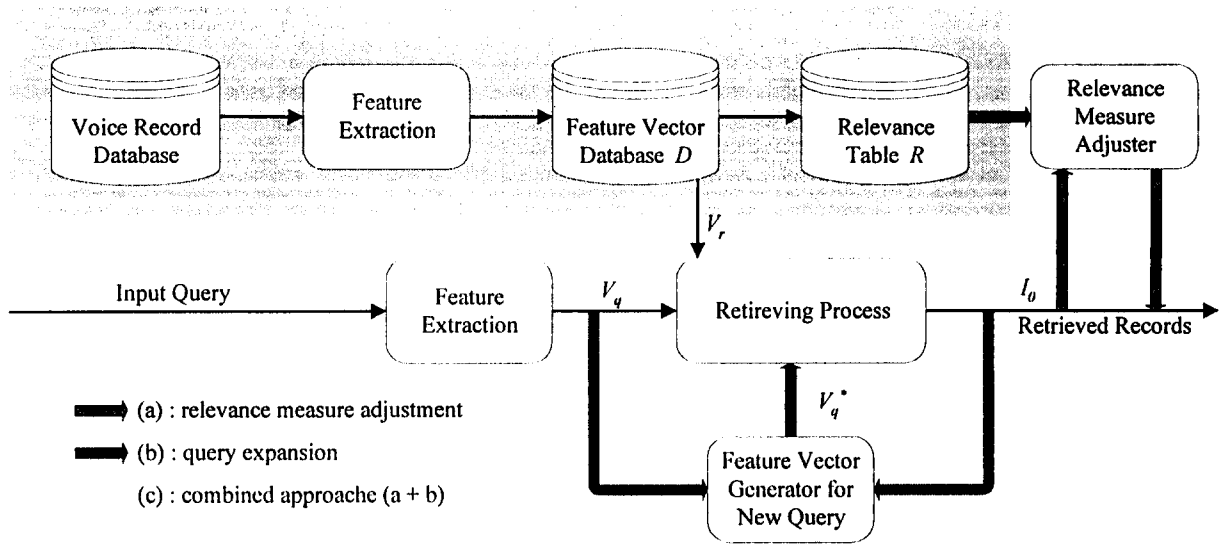 Voice Record
Database
Feature
Extraction
Feature Vector
Database D
Relevance
Table R
Relevance
Measure
Adjuster
V_r
Input Query
Feature
Extraction
V_q
Retireving Process
I_0
Retrieved Records
(a) : relevance measure adjustment
(b) : query expansion
(c) : combined approache (a + b)
V_q*
Feature Vector
Generator for
New Query